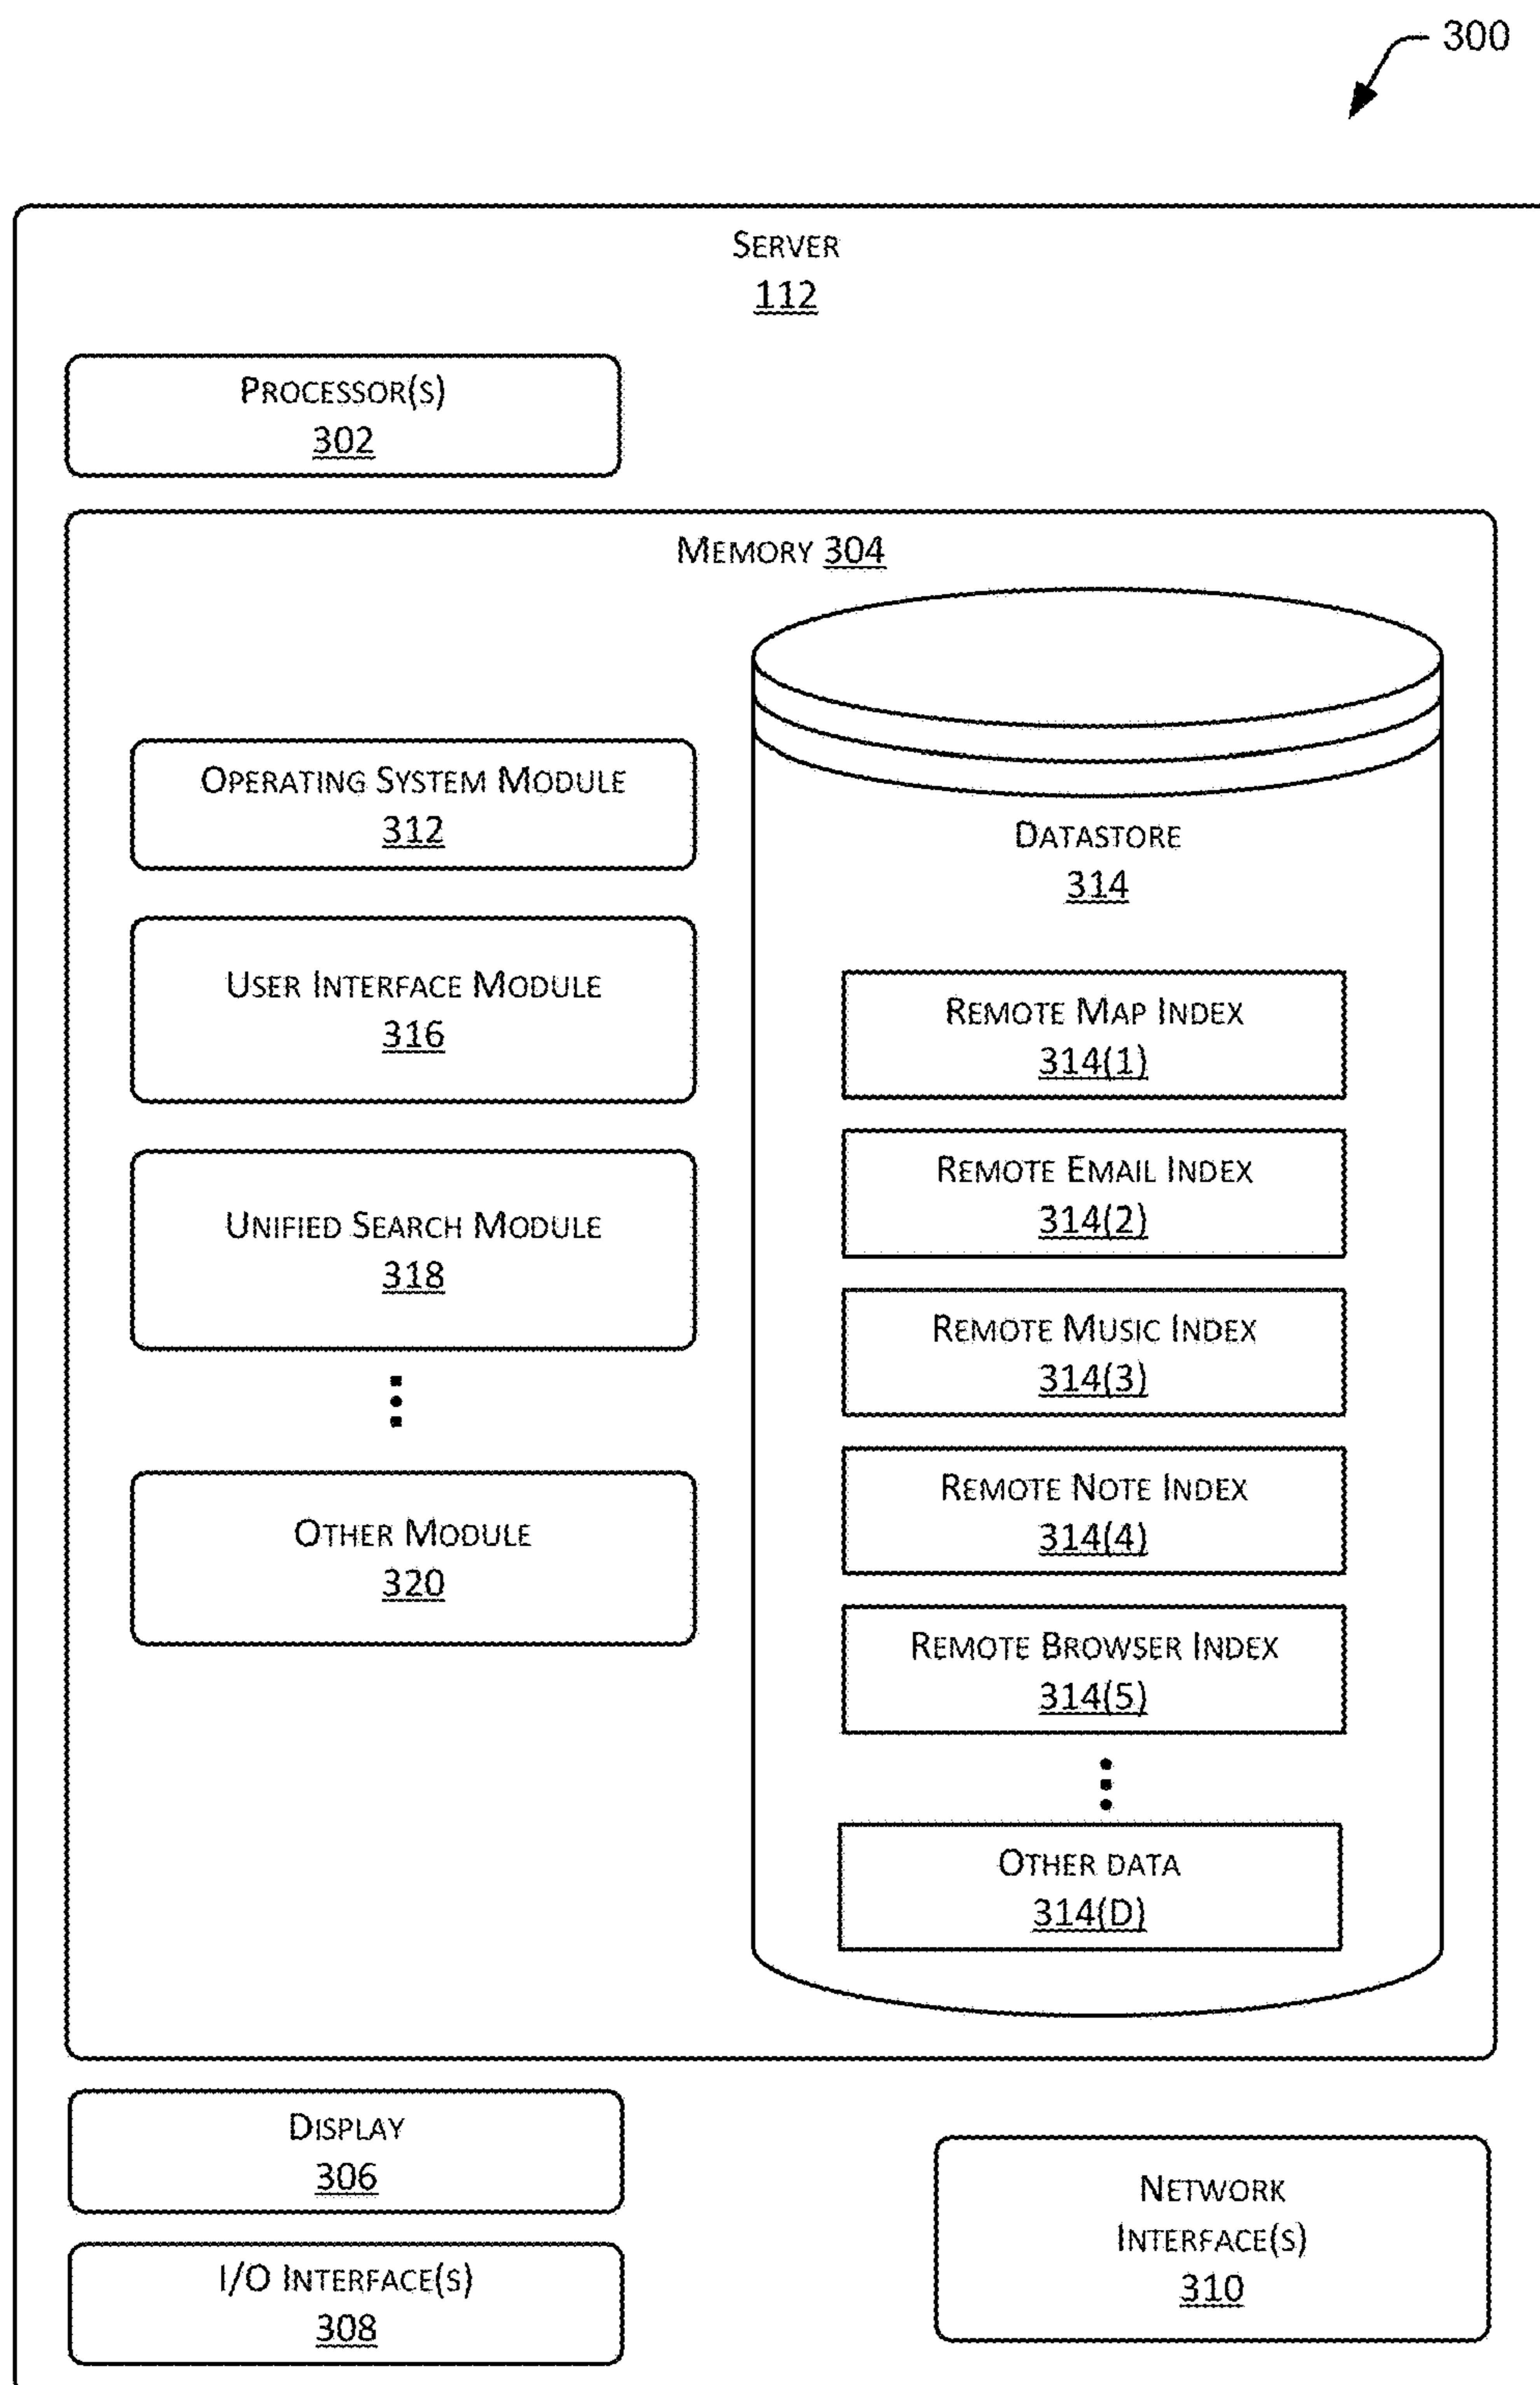 300
SERVER
112
PROCESSOR(S)
302
MEMORY 304
OPERATING SYSTEM MODULE
312
USER INTERFACE MODULE
316
UNIFIED SEARCH MODULE
318
OTHER MODULE
320
DATASTORE
314
REMOTE MAP INDEX
314(1)
REMOTE EMAIL INDEX
314(2)
REMOTE MUSIC INDEX
314(3)
REMOTE NOTE INDEX
314(4)
REMOTE BROWSER INDEX
314(5)
OTHER DATA
314(D)
DISPLAY
306
I/O INTERFACE(S)
308
NETWORK
INTERFACE(S)
310